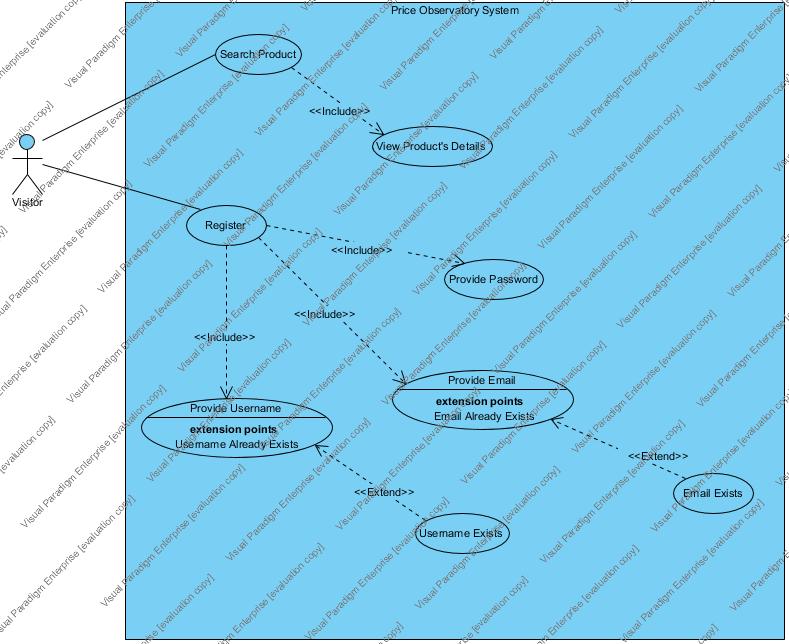 Price Observatory System
Search Product
<<Include>>
View Product's Details
Visitor
Register
<<Include>>
Provide Password
<<Include>>
<<Include>>
Provide Email
extension points
Email Already Exists
Provide Username
extension points
Username Already Exists
<<Extend>>
Email Exists
<<Extend>>
Username Exists
Visual Paradigm Enterprise [evaluation copy]